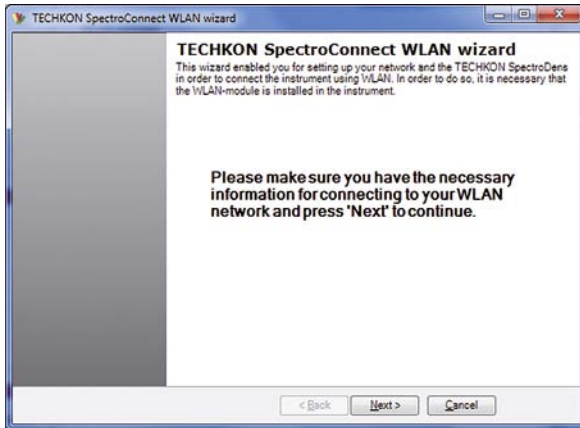 TECHKON SpectroConnect WLAN wizard
TECHKON SpectroConnect WLAN wizard
This wizard enabled you for setting up your network and the TECHKON SpectroDens
in order to connect the instrument using WLAN. In order to do so, it is necessary that
the WLAN-module is installed in the instrument.
Please make sure you have the necessary
information for connecting to your WLAN
network and press 'Next' to continue.
< Back Next > Cancel